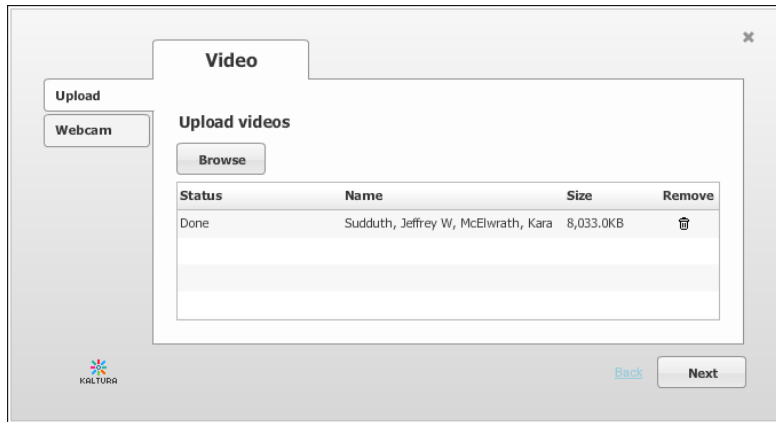 Video
Upload
Webcam
Upload videos
Browse
Status Name Size Remove
Done Sudduth, Jeffrey W, McElwrath, Kara 8,033.0KB
KALTURA
Back Next